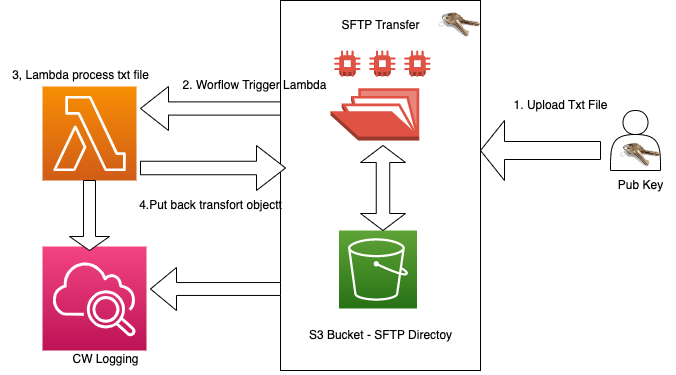 SFTP Transfer
3, Lambda process txt file
2. Worflow Trigger Lambda
1. Upload Txt File
Pub Key
4.Put back transfort objectt
S3 Bucket - SFTP Directoy
CW Logging